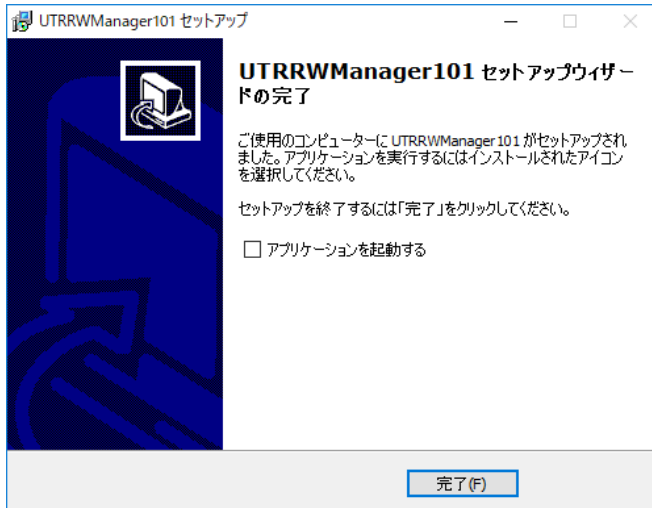 UTRRWManager101 セットアップ
UTRRWManager101 セットアップウィザー
ドの完了
ご使用のコンピューターに UTRRWManager101 がセットアップされ
ました。アプリケーションを実行するにはインストールされたアイコン
を選択してください。
セットアップを終了するには「完了」をクリックしてください。
アプリケーションを起動する
完了(F)